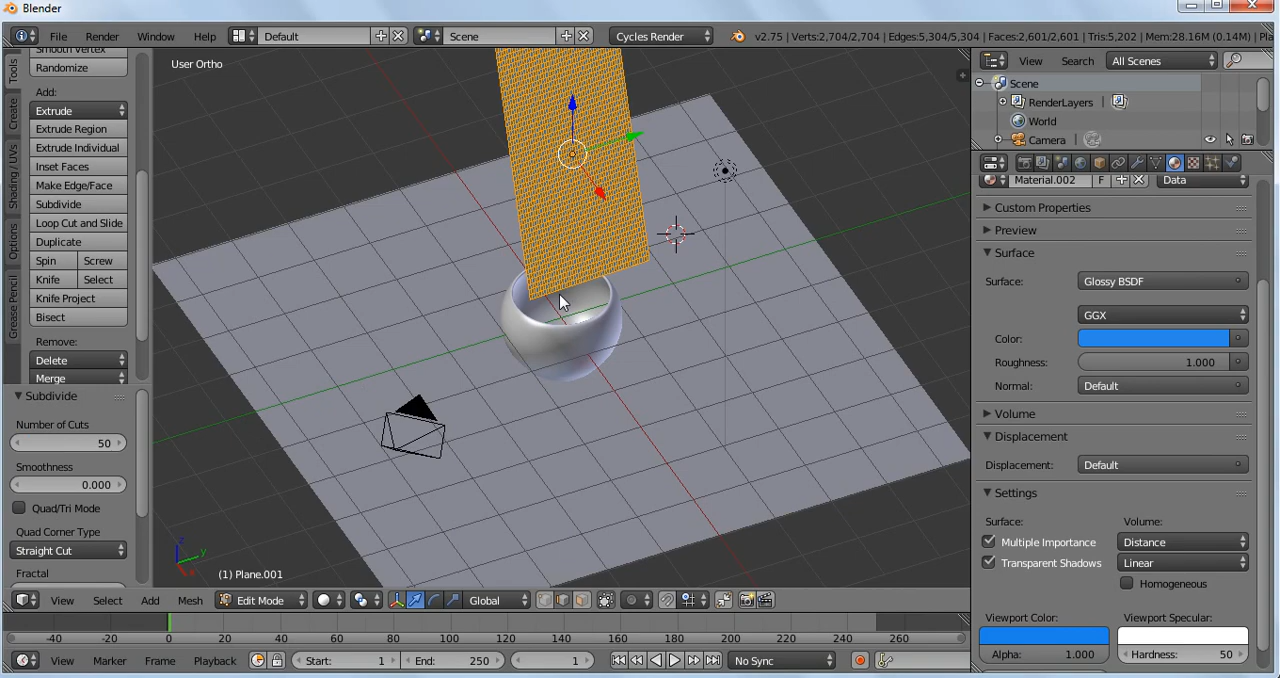 Blender
File Render Window Help Default Scene Cycles Render v2.75 | Verts:2,704/2,704 | Edges:5,304/5,304 | Faces:2,601/2,601 | Tris:5,202 | Mem:28.16M (0.14M) | Pla
Smooth Vertex
Randomize
Add:
Extrude
Extrude Region
Extrude Individual
Inset Faces
Make Edge/Face
Subdivide
Loop Cut and Slide
Duplicate
Spin Screw
Knife Select
Knife Project
Bisect
Remove:
Delete
Merge
Tools
Create
Shading / UVs
Options
Grease Pencil
Subdivide
Number of Cuts
50
Smoothness
0.000
Quad/Tri Mode
Quad Corner Type
Straight Cut
Fractal
User Ortho
z
y
x
(1) Plane.001
View Select Add Mesh Edit Mode Global
-40 -20 0 20 40 60 80 100 120 140 160 180 200 220 240 260
View Marker Frame Playback Start: 1 End: 250 1 No Sync
View Search All Scenes
Scene
RenderLayers
World
Camera
Material.002 F Data
Custom Properties
Preview
Surface
Surface: Glossy BSDF
GGX
Color:
Roughness: 1.000
Normal: Default
Volume
Displacement
Displacement: Default
Settings
Surface: Volume:
Multiple Importance Distance
Transparent Shadows Linear
Homogeneous
Viewport Color: Viewport Specular:
Alpha: 1.000 Hardness: 50